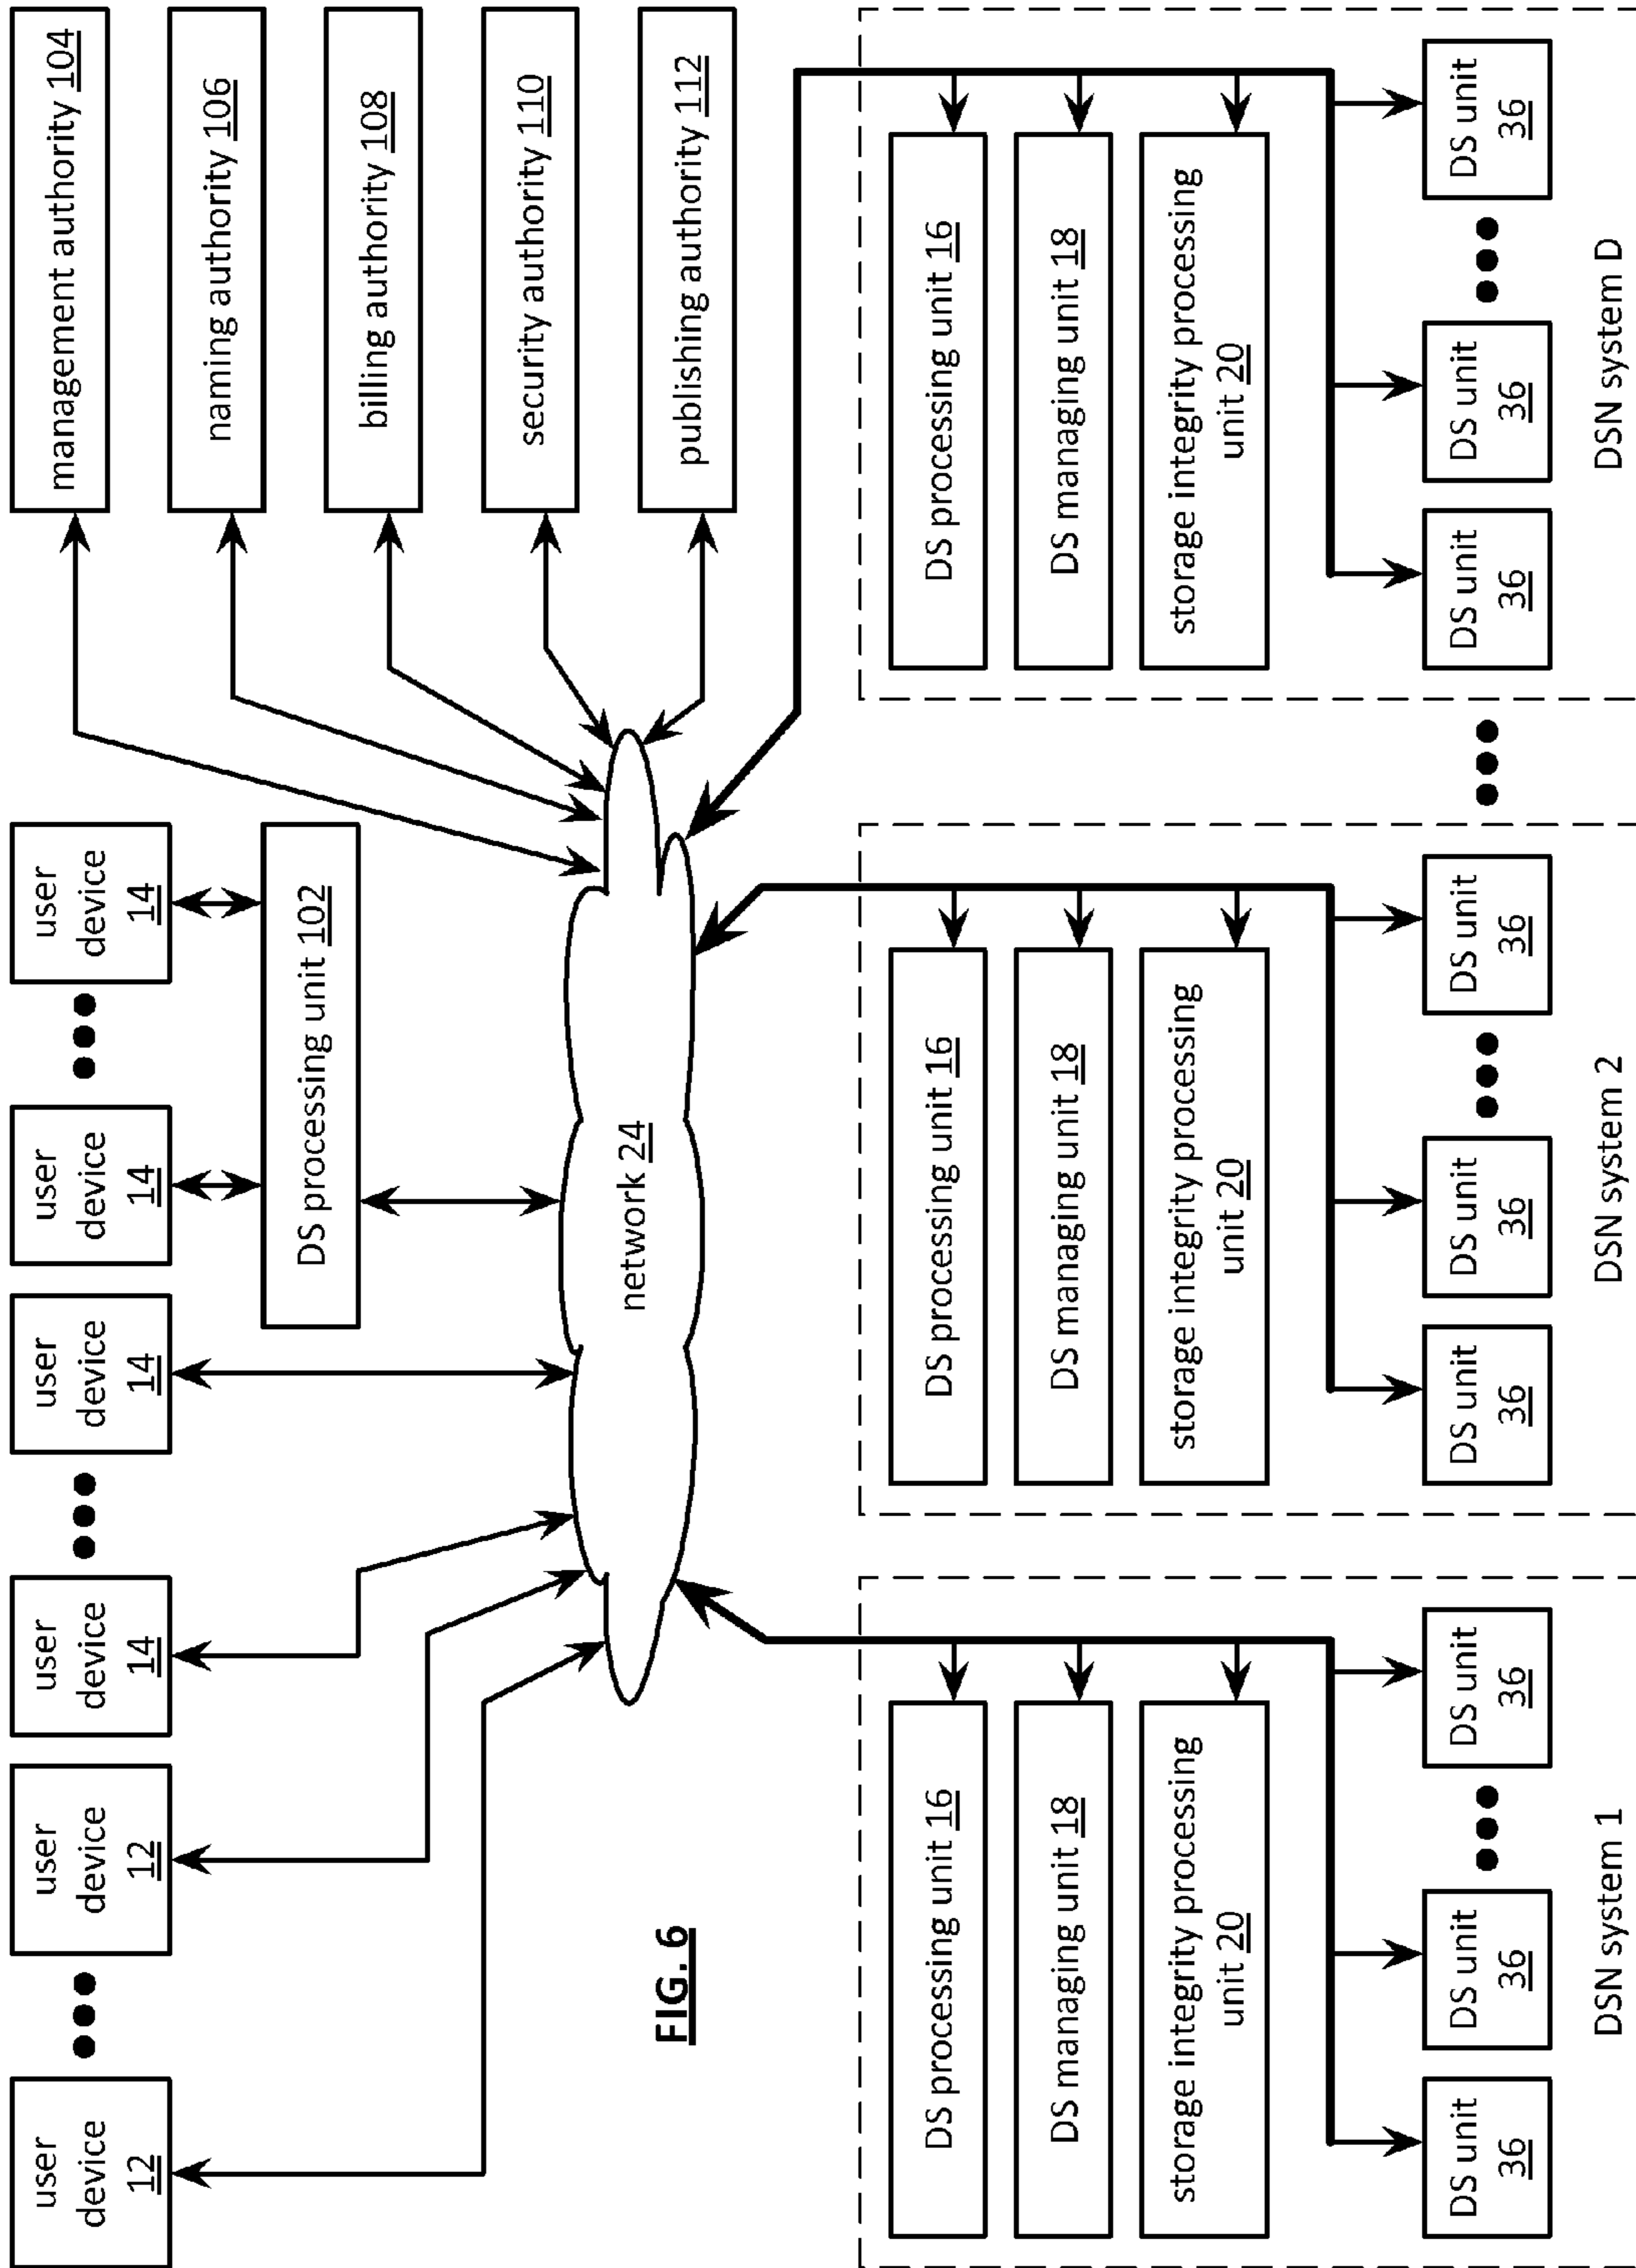 user
device
12
user
device
12
user
device
14
user
device
14
user
device
14
user
device
14
DS processing unit 102
management authority 104
naming authority 106
billing authority 108
security authority 110
publishing authority 112
network 24
FIG. 6
DS processing unit 16
DS managing unit 18
storage integrity processing
unit 20
DS unit
36
DS unit
36
DS unit
36
DSN system 1
DS processing unit 16
DS managing unit 18
storage integrity processing
unit 20
DS unit
36
DS unit
36
DS unit
36
DSN system 2
DS processing unit 16
DS managing unit 18
storage integrity processing
unit 20
DS unit
36
DS unit
36
DS unit
36
DSN system D